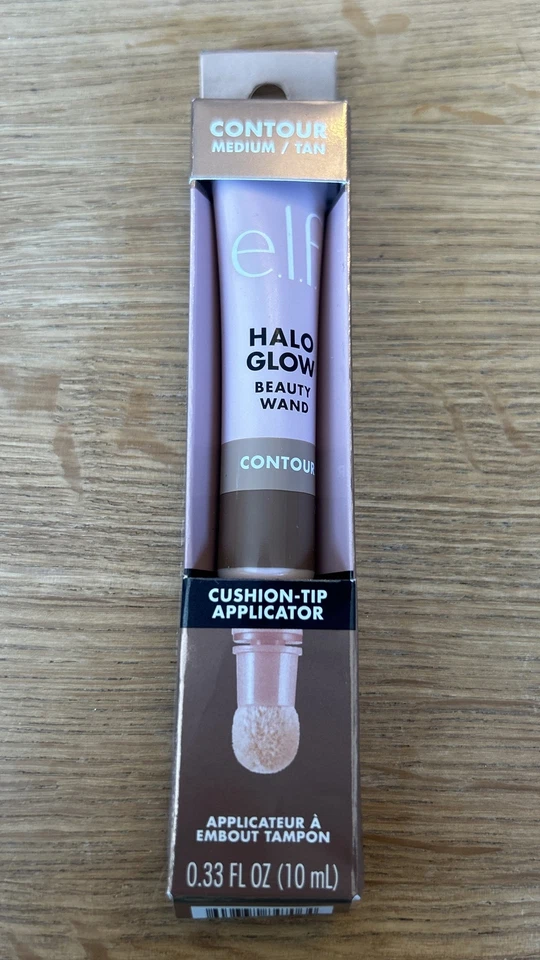 CONTOUR
MEDIUM / TAN
e.l.f.
HALO
GLOW
BEAUTY
WAND
CONTOUR
CUSHION-TIP
APPLICATOR
APPLICATEUR À
EMBOUT TAMPON
0.33 FL OZ (10 mL)